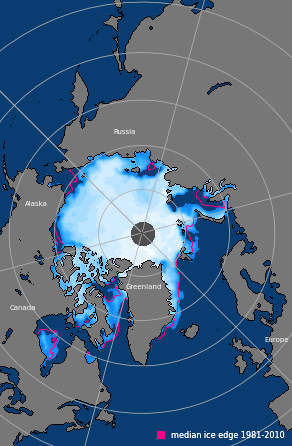 Russia
Alaska
Greenland
Canada
Europe
median ice edge 1981-2010